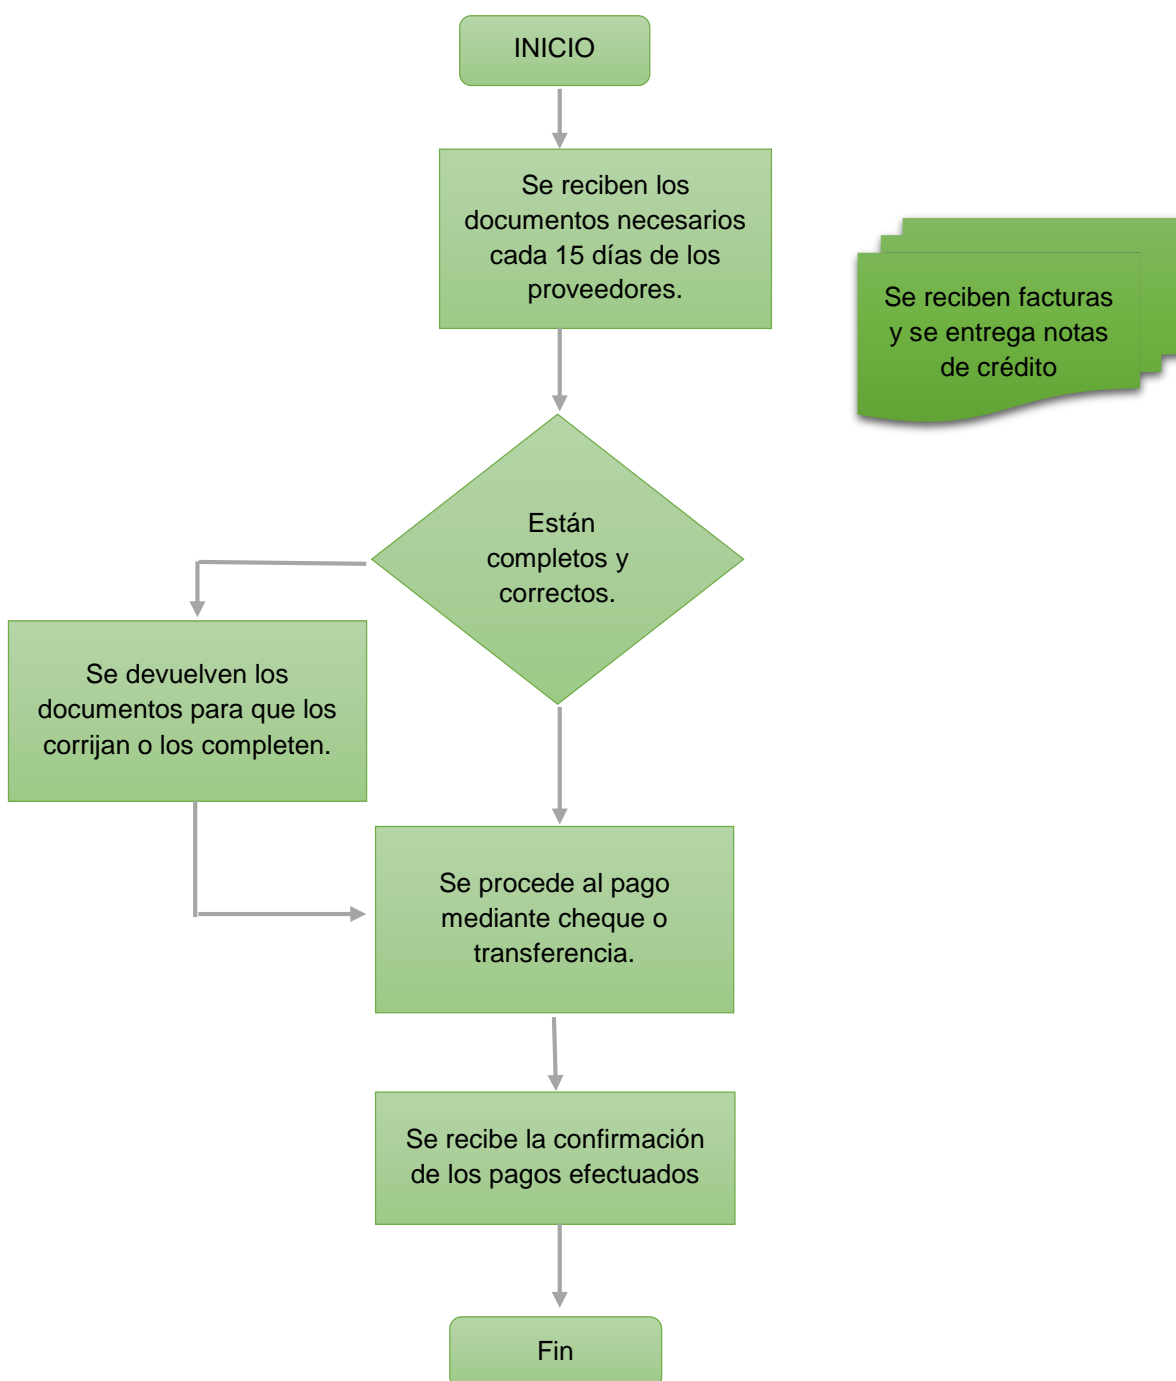 INICIO
Se reciben los
documentos necesarios
cada 15 días de los
proveedores.
Se reciben facturas
y se entrega notas
de crédito
Están
completos y
correctos.
Se devuelven los
documentos para que los
corrijan o los completen.
Se procede al pago
mediante cheque o
transferencia.
Se recibe la confirmación
de los pagos efectuados
Fin